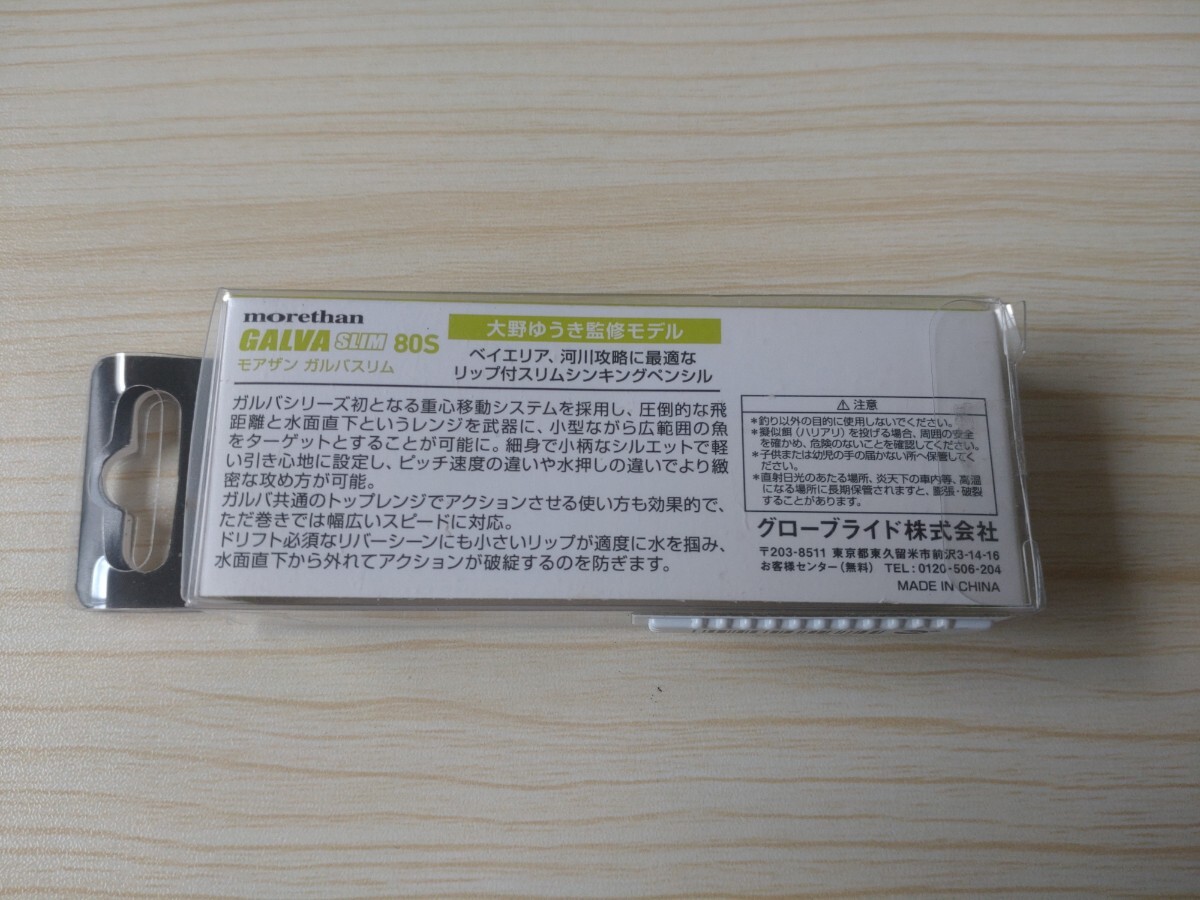 morethan
GALVA SLIM 80S
モアザン ガルバスリム
大野ゆうき監修モデル
ベイエリア、河川攻略に最適な
リップ付スリムシンキングペンシル
ガルバシリーズ初となる重心移動システムを採用し、圧倒的な飛
距離と水面直下というレンジを武器に、小型ながら広範囲の魚
をターゲットとすることが可能に。細身で小柄なシルエットで軽
い引き心地に設定し、ピッチ速度の違いや水押しの違いでより緻
密な攻め方が可能。
ガルバ共通のトップレンジでアクションさせる使い方も効果的で、
ただ巻きでは幅広いスピードに対応。
ドリフト必須なリバーシーンにも小さいリップが適度に水を掴み、
水面直下から外れてアクションが破綻するのを防ぎます。
⚠ 注意
*釣り以外の目的に使用しないでください。
*擬似餌(ハリアリ)を投げる場合、周囲の安全
を確かめ、危険のないことを確認してください。
*子供または幼児の手の届かない所へ保管してく
ださい。
*直射日光のあたる場所、炎天下の車内等、高温
になる場所に長期保管されますと、膨張・破裂
することがあります。
グローブライド株式会社
〒203-8511 東京都東久留米市前沢3-14-16
お客様センター(無料) TEL:0120-506-204
MADE IN CHINA